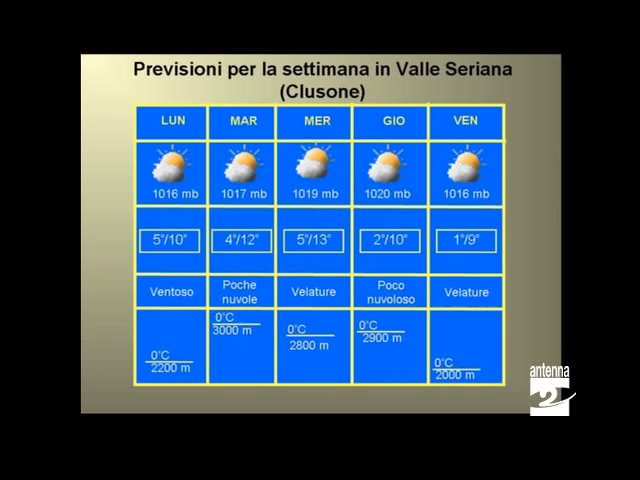 Previsioni per la settimana in Valle Seriana
(Clusone)
LUN MAR MER GIO VEN
1016 mb 1017 mb 1019 mb 1020 mb 1016 mb
5°/10° 4°/12° 5°/13° 2°/10° 1°/9°
Ventoso Poche nuvole Velature Poco nuvoloso Velature
0°C 0°C 0°C 0°C 0°C
2200 m 3000 m 2800 m 2900 m 2000 m
antenna
2